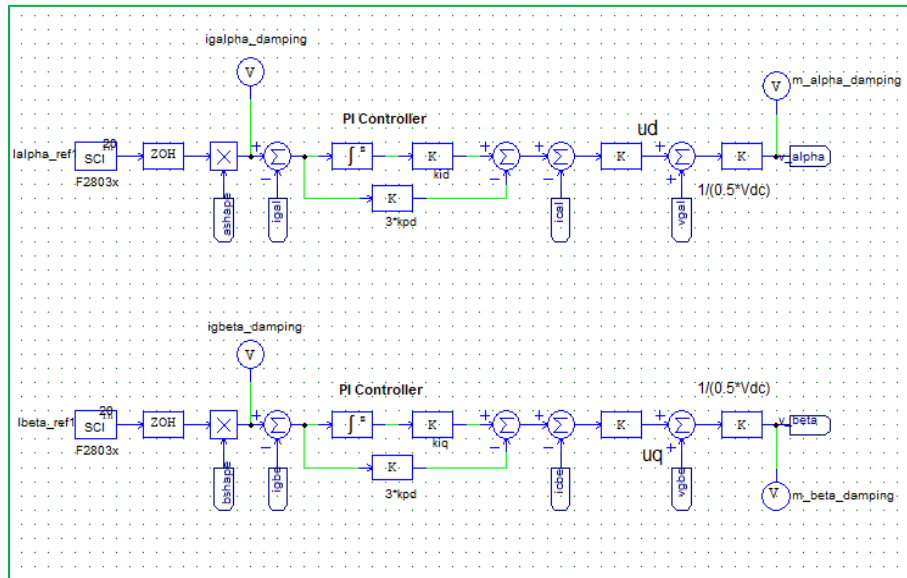 igalpha_damping
V
m_alpha_damping
V
PI Controller
ud
Ialpha_ref1
SCI
ZOH
K
K
K
v_alpha
F2803x
kid
K
3*kpd
1/(0.5*Vdc)
ashape
igal
ical
vgal
igbeta_damping
V
PI Controller
1/(0.5*Vdc)
Ibeta_ref1
SCI
ZOH
K
K
K
v_beta
F2803x
kiq
K
3*kpd
uq
bshape
igbe
icbe
vgbe
V
m_beta_damping